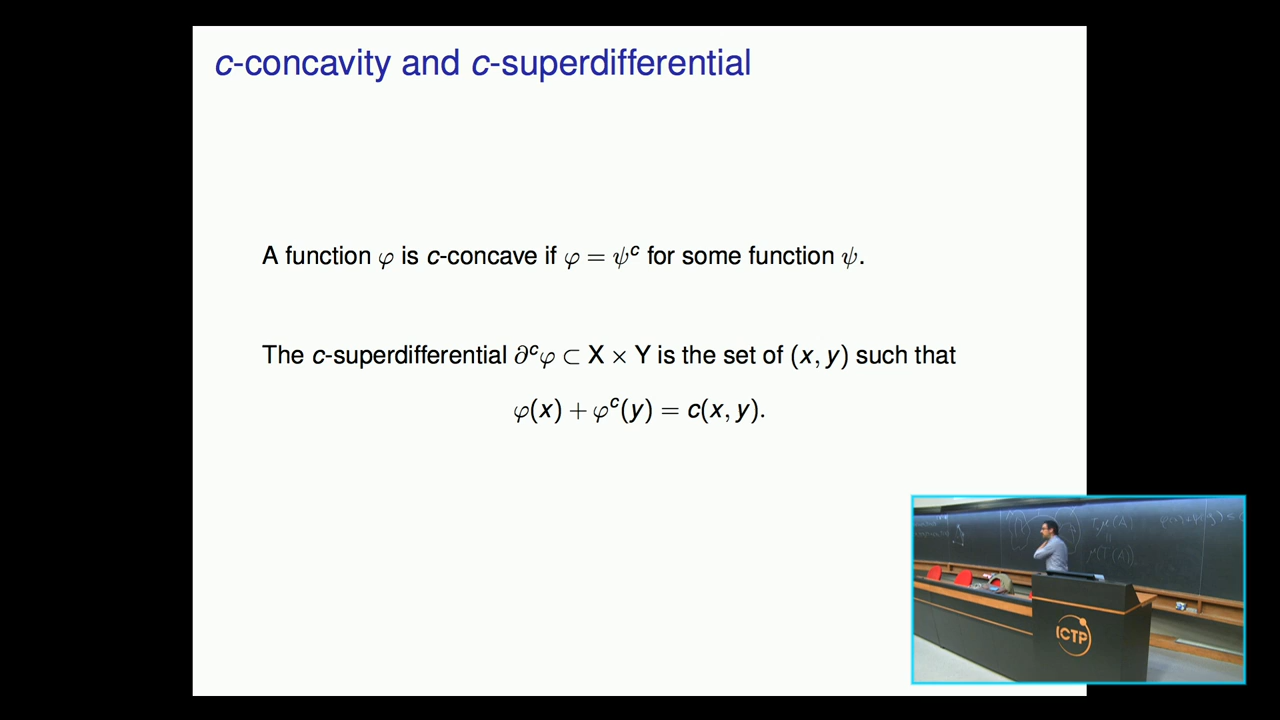 c-concavity and c-superdifferential
A function φ is c-concave if φ = ψᶜ for some function ψ.
The c-superdifferential ∂ᶜφ ⊂ X × Y is the set of (x, y) such that
φ(x) + φᶜ(y) = c(x, y).
ICTP